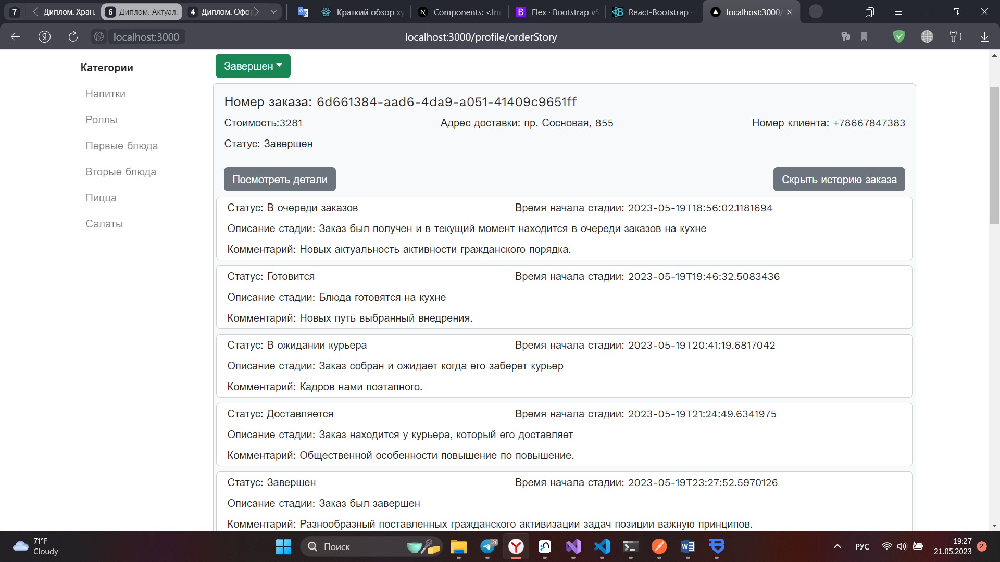 7
Диплом. Хран.
6
Диплом. Актуал.
4
Диплом. Офор
Краткий обзор ху
Components: <Im
Flex · Bootstrap v5
React-Bootstrap ·
localhost:3000/
localhost:3000
localhost:3000/profile/orderStory
Категории
Напитки
Роллы
Первые блюда
Вторые блюда
Пицца
Салаты
Завершен
Номер заказа: 6d661384-aad6-4da9-a051-41409c9651ff
Стоимость:3281
Адрес доставки: пр. Сосновая, 855
Номер клиента: +78667847383
Статус: Завершен
Посмотреть детали
Скрыть историю заказа
Статус: В очереди заказов
Время начала стадии: 2023-05-19T18:56:02.1181694
Описание стадии: Заказ был получен и в текущий момент находится в очереди заказов на кухне
Комментарий: Новых актуальность активности гражданского порядка.
Статус: Готовится
Время начала стадии: 2023-05-19T19:46:32.5083436
Описание стадии: Блюда готовятся на кухне
Комментарий: Новых путь выбранный внедрения.
Статус: В ожидании курьера
Время начала стадии: 2023-05-19T20:41:19.6817042
Описание стадии: Заказ собран и ожидает когда его заберет курьер
Комментарий: Кадров нами поэтапного.
Статус: Доставляется
Время начала стадии: 2023-05-19T21:24:49.6341975
Описание стадии: Заказ находится у курьера, который его доставляет
Комментарий: Общественной особенности повышение по повышение.
Статус: Завершен
Время начала стадии: 2023-05-19T23:27:52.5970126
Описание стадии: Заказ был завершен
Комментарий: Разнообразный поставленных гражданского активизации задач позиции важную принципов.
71°F
Cloudy
Поиск
..26
РУС
19:27
21.05.2023
2